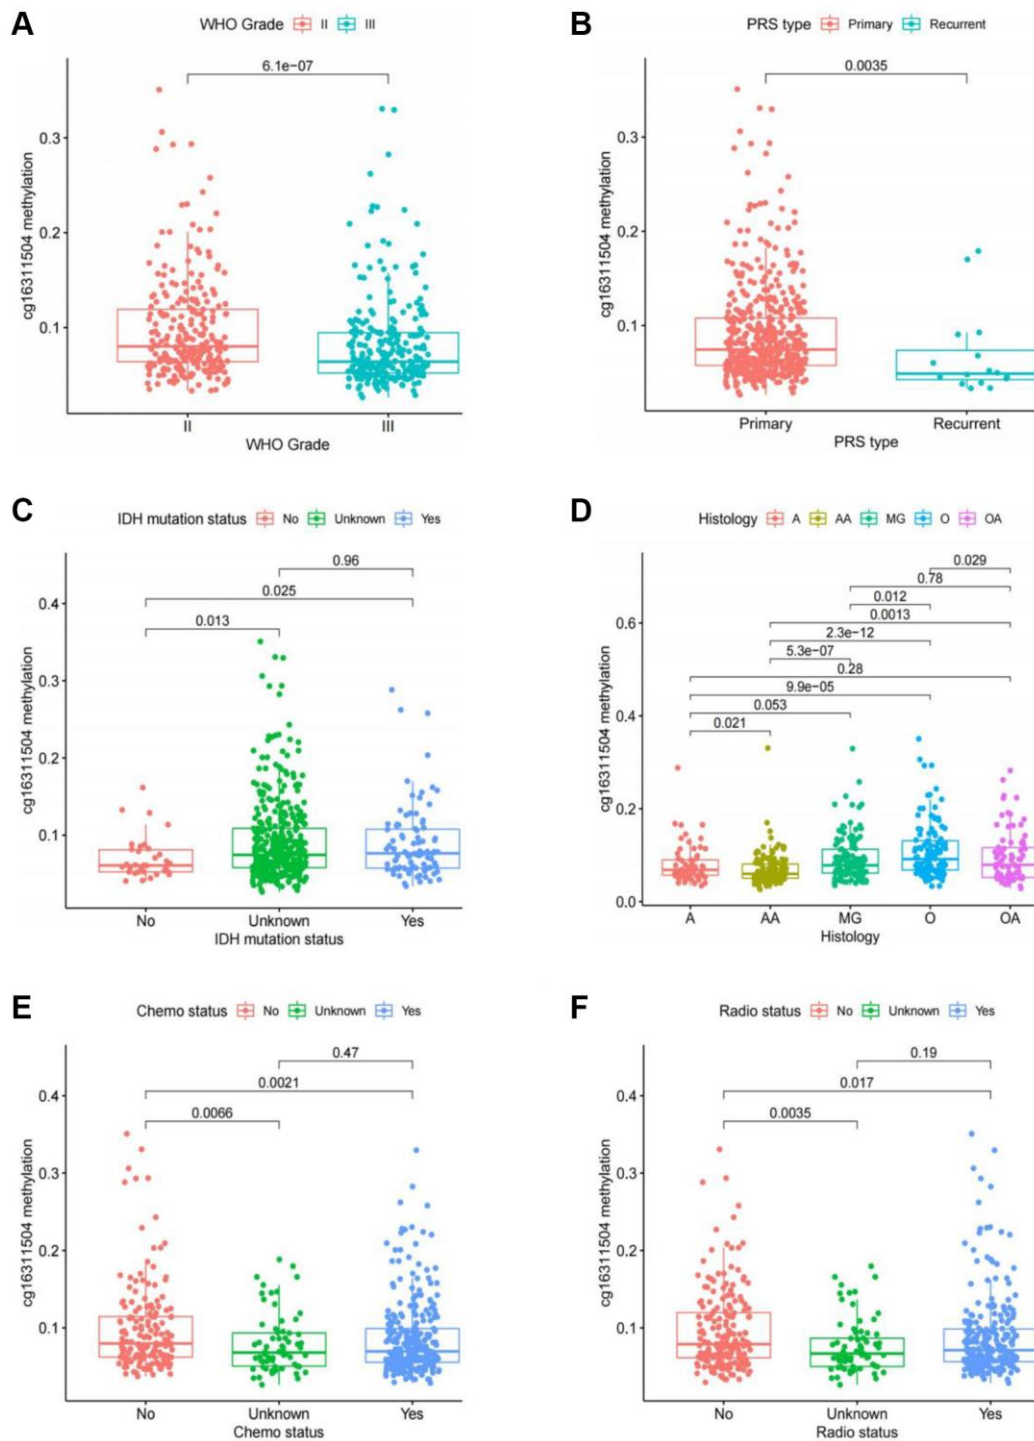 A
WHO Grade II III
6.1e−07
cg16311504 methylation
0.3
0.2
0.1
II III
WHO Grade
B
PRS type Primary Recurrent
0.0035
cg16311504 methylation
0.3
0.2
0.1
Primary Recurrent
PRS type
C
IDH mutation status No Unknown Yes
0.96
0.025
0.013
cg16311504 methylation
0.4
0.3
0.2
0.1
No Unknown Yes
IDH mutation status
D
Histology A AA MG O OA
0.029
0.78
0.012
0.0013
2.3e−12
5.3e−07
0.28
9.9e−05
0.053
0.021
cg16311504 methylation
0.6
0.4
0.2
0.0
A AA MG O OA
Histology
E
Chemo status No Unknown Yes
0.47
0.0021
0.0066
cg16311504 methylation
0.4
0.3
0.2
0.1
No Unknown Yes
Chemo status
F
Radio status No Unknown Yes
0.19
0.017
0.0035
cg16311504 methylation
0.4
0.3
0.2
0.1
No Unknown Yes
Radio status